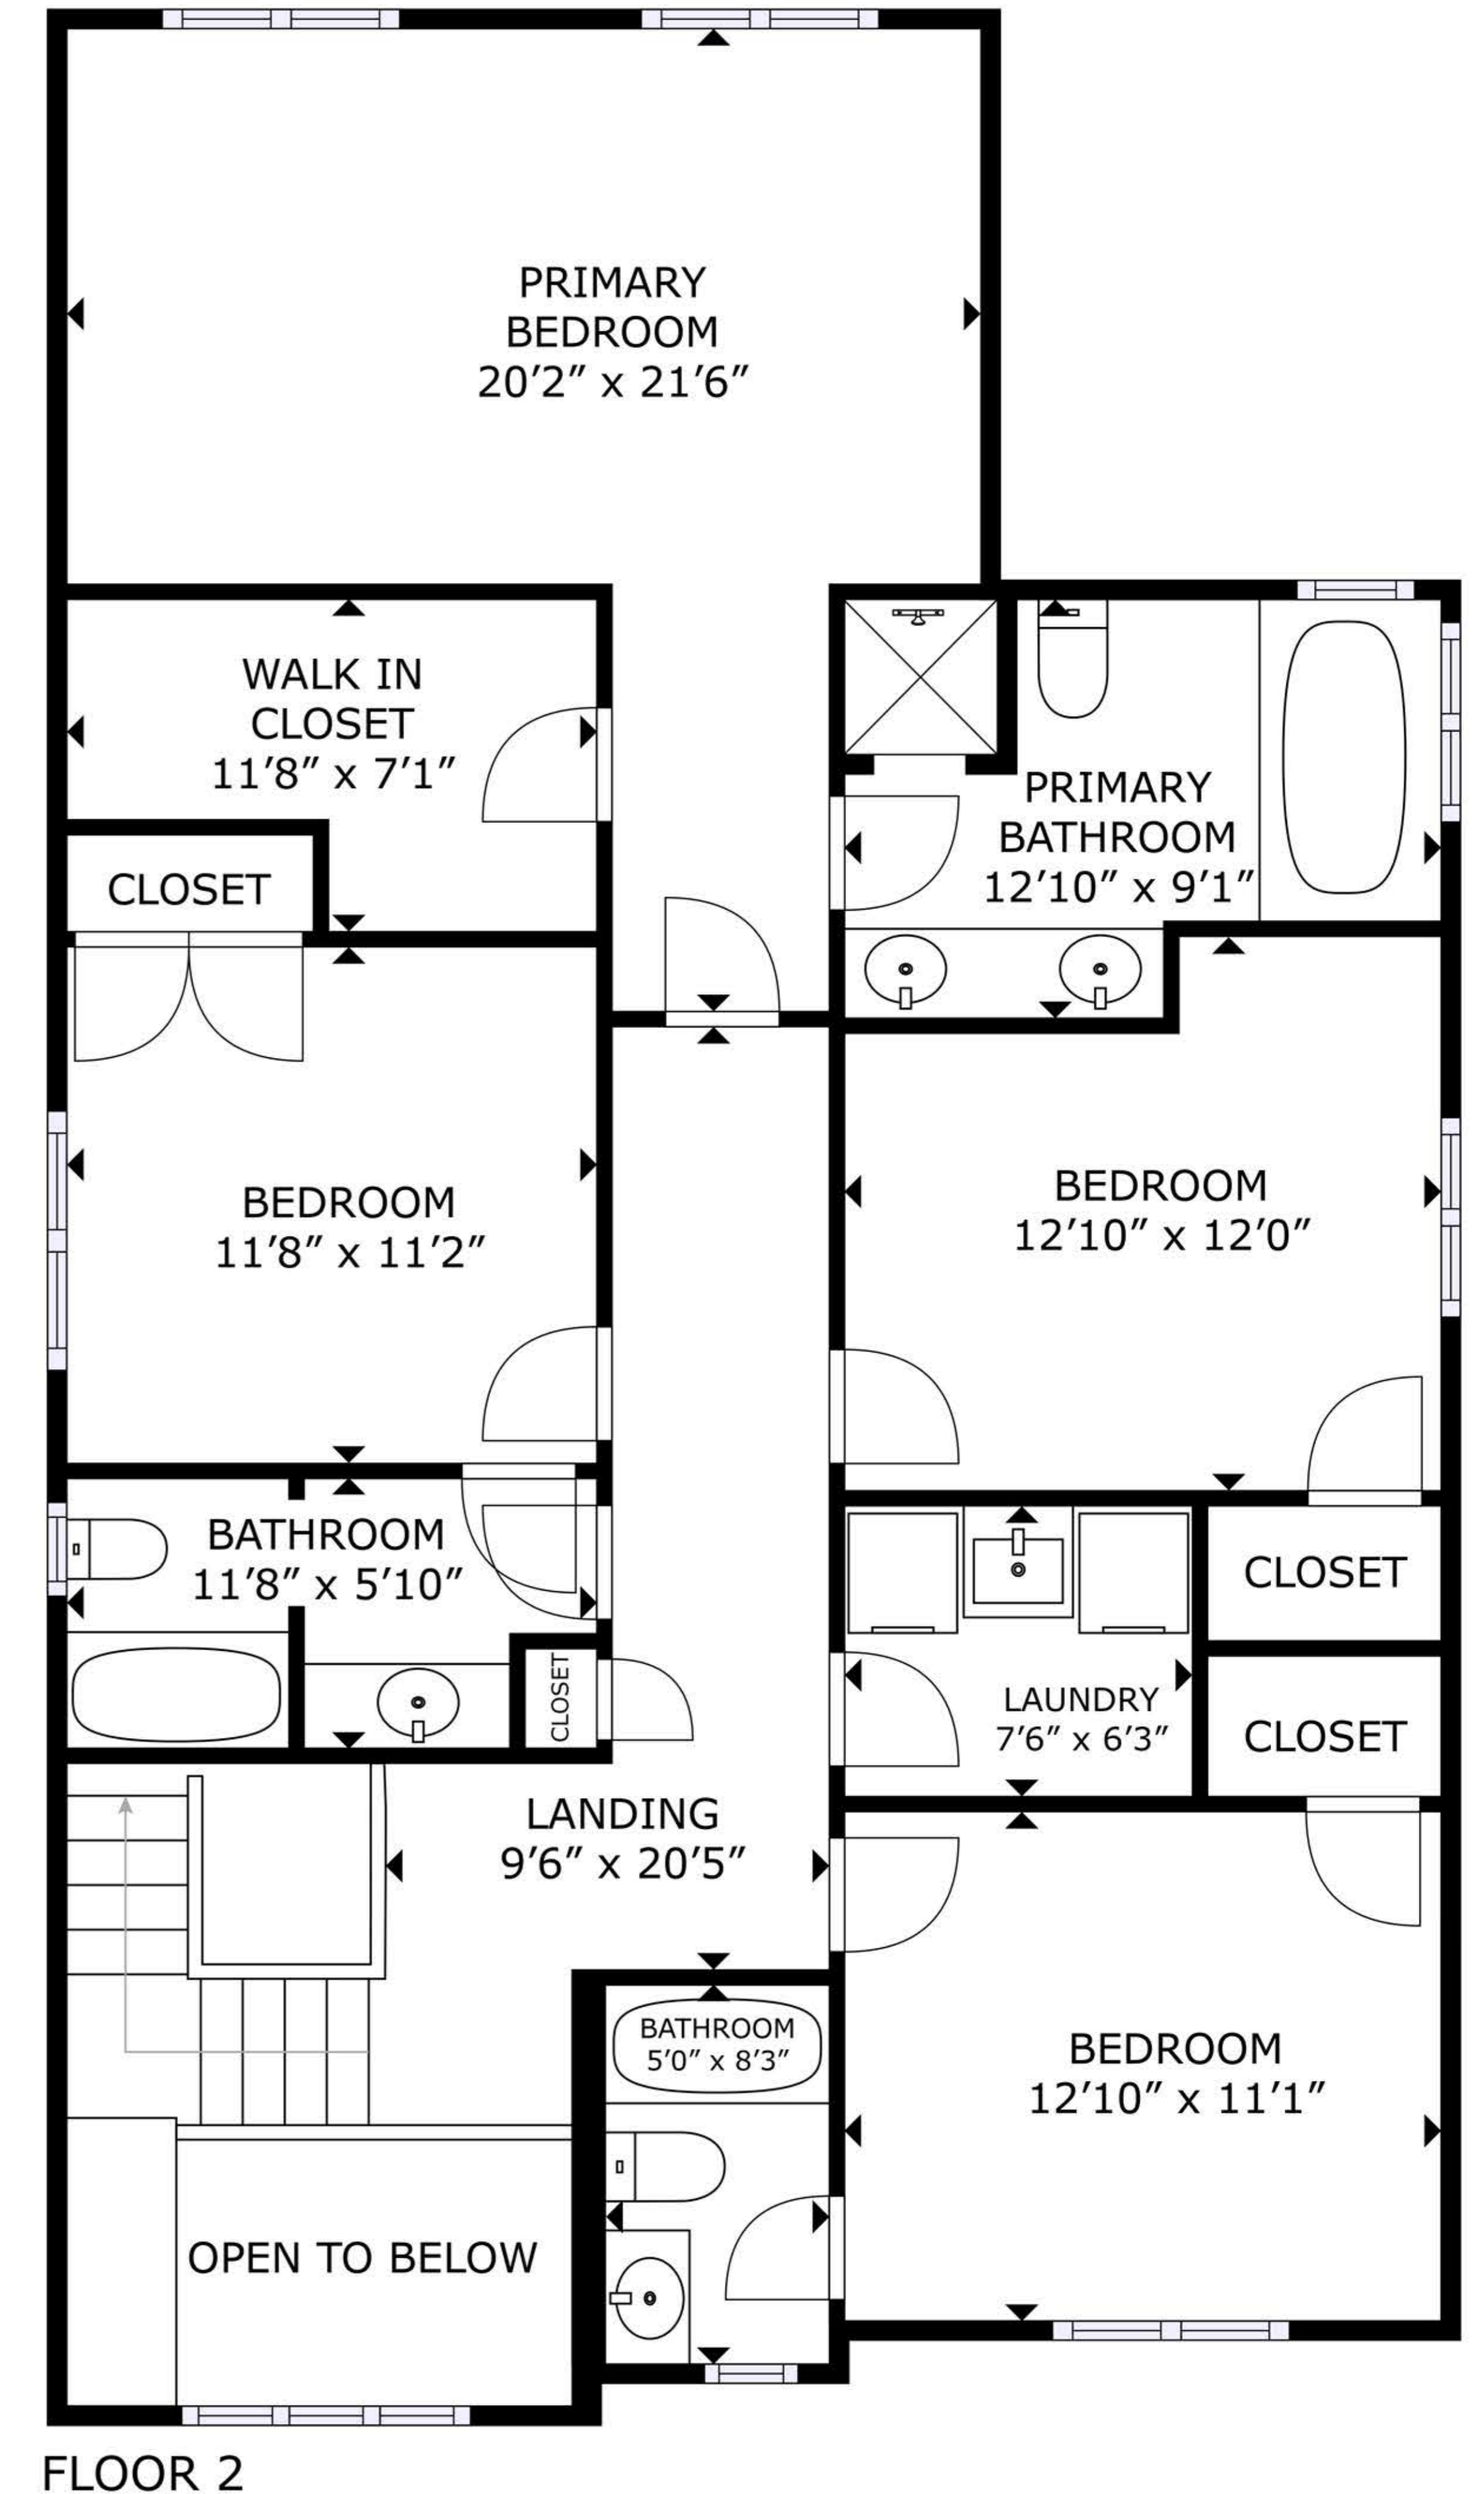 PRIMARY
BEDROOM
20′2″ x 21′6″
WALK IN
CLOSET
11′8″ x 7′1″
PRIMARY
BATHROOM
12′10″ x 9′1″
CLOSET
BEDROOM
11′8″ x 11′2″
BEDROOM
12′10″ x 12′0″
BATHROOM
11′8″ x 5′10″
CLOSET
CLOSET
LAUNDRY
7′6″ x 6′3″
CLOSET
LANDING
9′6″ x 20′5″
BATHROOM
5′0″ x 8′3″
BEDROOM
12′10″ x 11′1″
OPEN TO BELOW
FLOOR 2